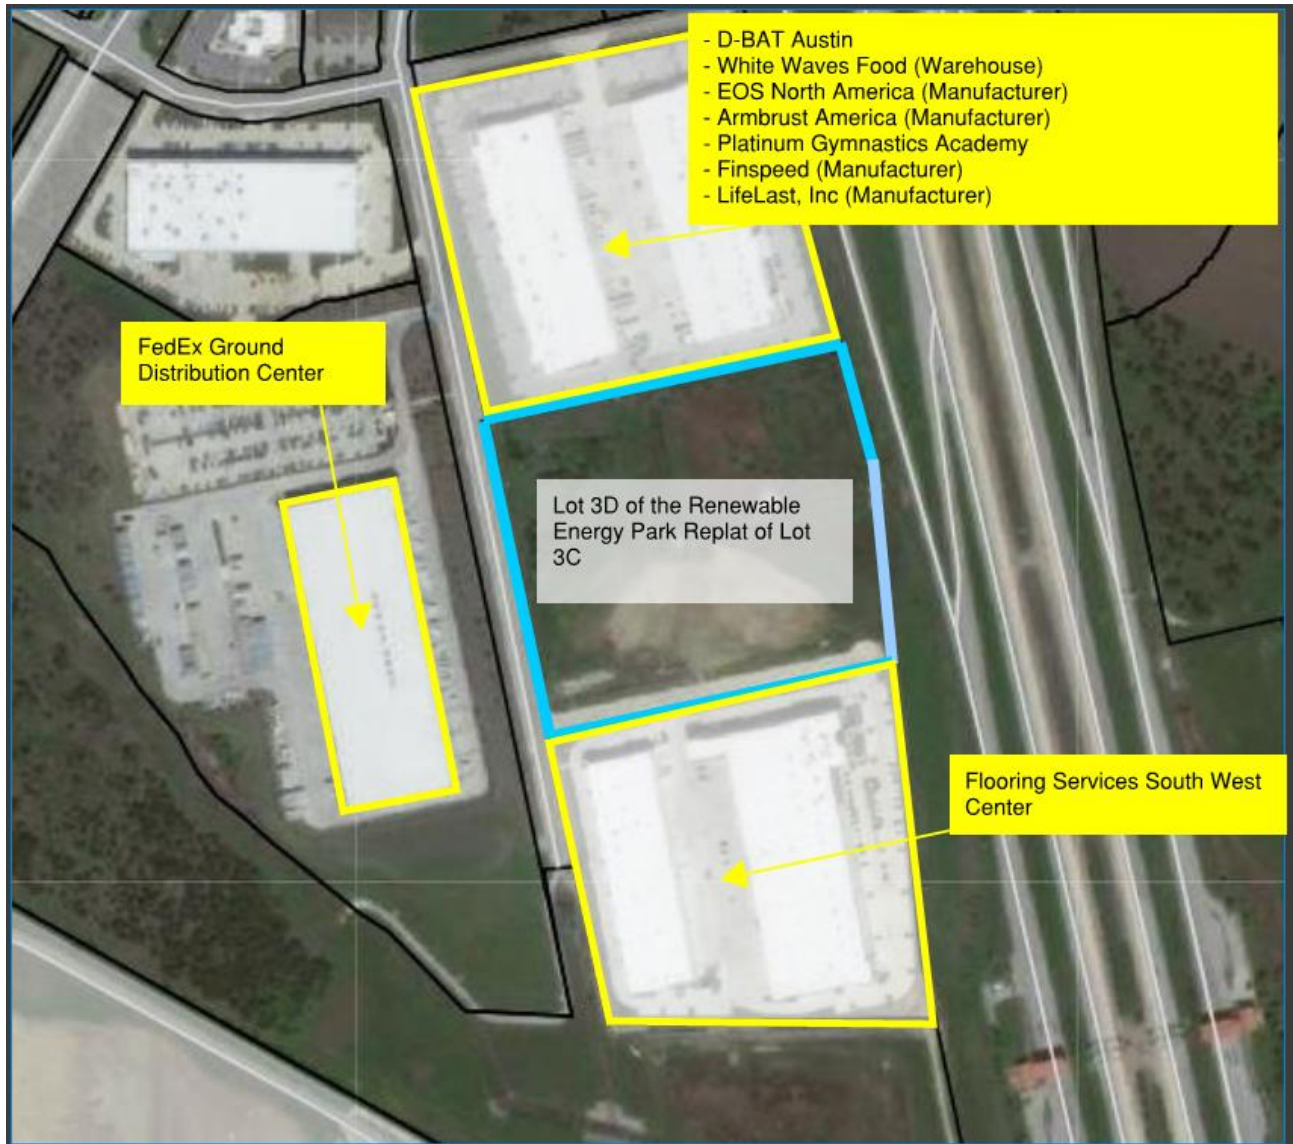 - D-BAT Austin
- White Waves Food (Warehouse)
- EOS North America (Manufacturer)
- Armbrust America (Manufacturer)
- Platinum Gymnastics Academy
- Finspeed (Manufacturer)
- LifeLast, Inc (Manufacturer)
FedEx Ground
Distribution Center
Lot 3D of the Renewable
Energy Park Replat of Lot
3C
Flooring Services South West
Center